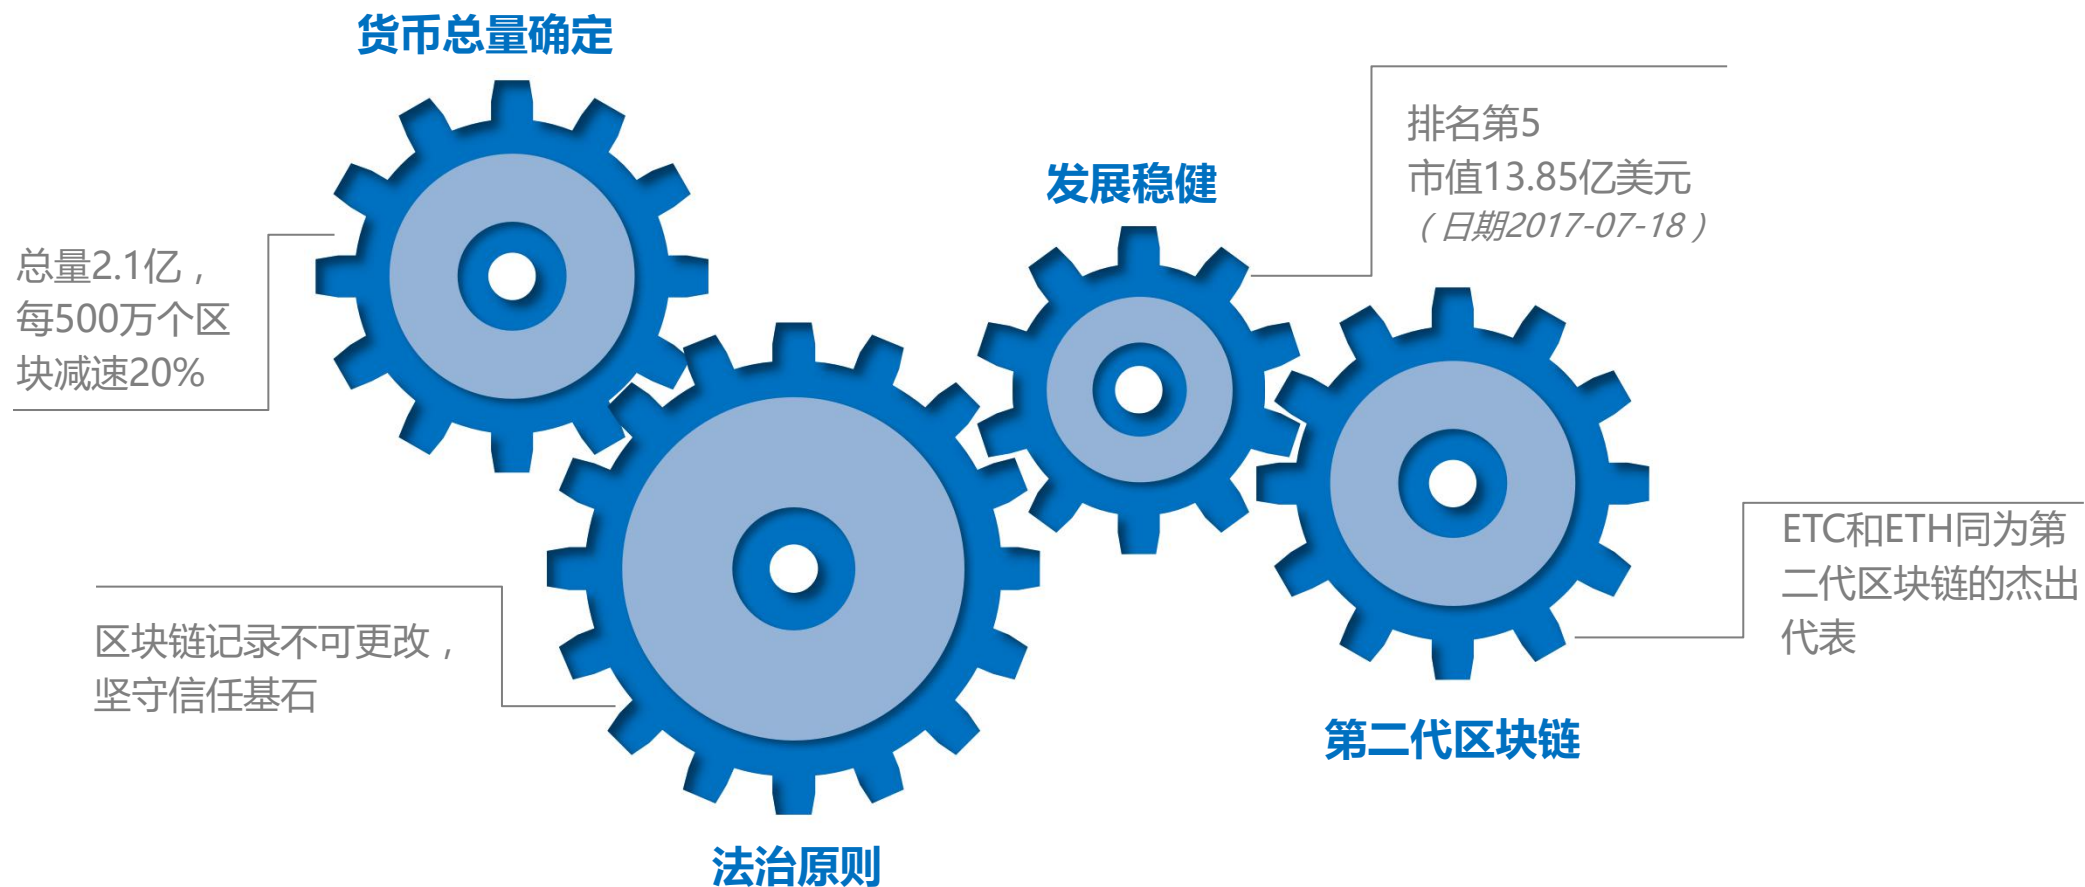 货币总量确定
总量2.1亿，
每500万个区
块减速20%
发展稳健
排名第5
市值13.85亿美元
（日期2017-07-18）
区块链记录不可更改，
坚守信任基石
法治原则
ETC和ETH同为第
二代区块链的杰出
代表
第二代区块链